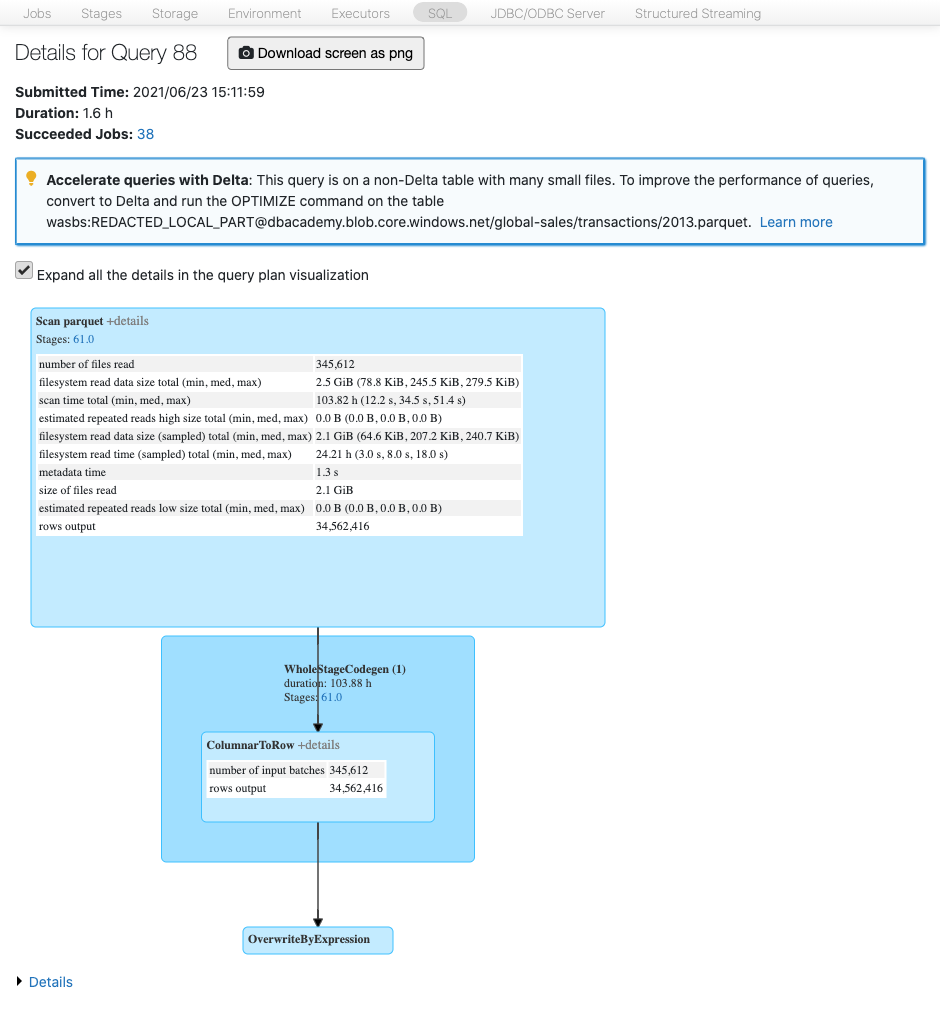 Jobs Stages Storage Environment Executors SQL JDBC/ODBC Server Structured Streaming
Details for Query 88
Download screen as png
Submitted Time: 2021/06/23 15:11:59
Duration: 1.6 h
Succeeded Jobs: 38
Accelerate queries with Delta: This query is on a non-Delta table with many small files. To improve the performance of queries,
convert to Delta and run the OPTIMIZE command on the table
wasbs:REDACTED_LOCAL_PART@dbacademy.blob.core.windows.net/global-sales/transactions/2013.parquet. Learn more
Expand all the details in the query plan visualization
Scan parquet +details
Stages: 61.0
number of files read 345,612
filesystem read data size total (min, med, max) 2.5 GiB (78.8 KiB, 245.5 KiB, 279.5 KiB)
scan time total (min, med, max) 103.82 h (12.2 s, 34.5 s, 51.4 s)
estimated repeated reads high size total (min, med, max) 0.0 B (0.0 B, 0.0 B, 0.0 B)
filesystem read data size (sampled) total (min, med, max) 2.1 GiB (64.6 KiB, 207.2 KiB, 240.7 KiB)
filesystem read time (sampled) total (min, med, max) 24.21 h (3.0 s, 8.0 s, 18.0 s)
metadata time 1.3 s
size of files read 2.1 GiB
estimated repeated reads low size total (min, med, max) 0.0 B (0.0 B, 0.0 B, 0.0 B)
rows output 34,562,416
WholeStageCodegen (1)
duration: 103.88 h
Stages: 61.0
ColumnarToRow +details
number of input batches 345,612
rows output 34,562,416
OverwriteByExpression
Details